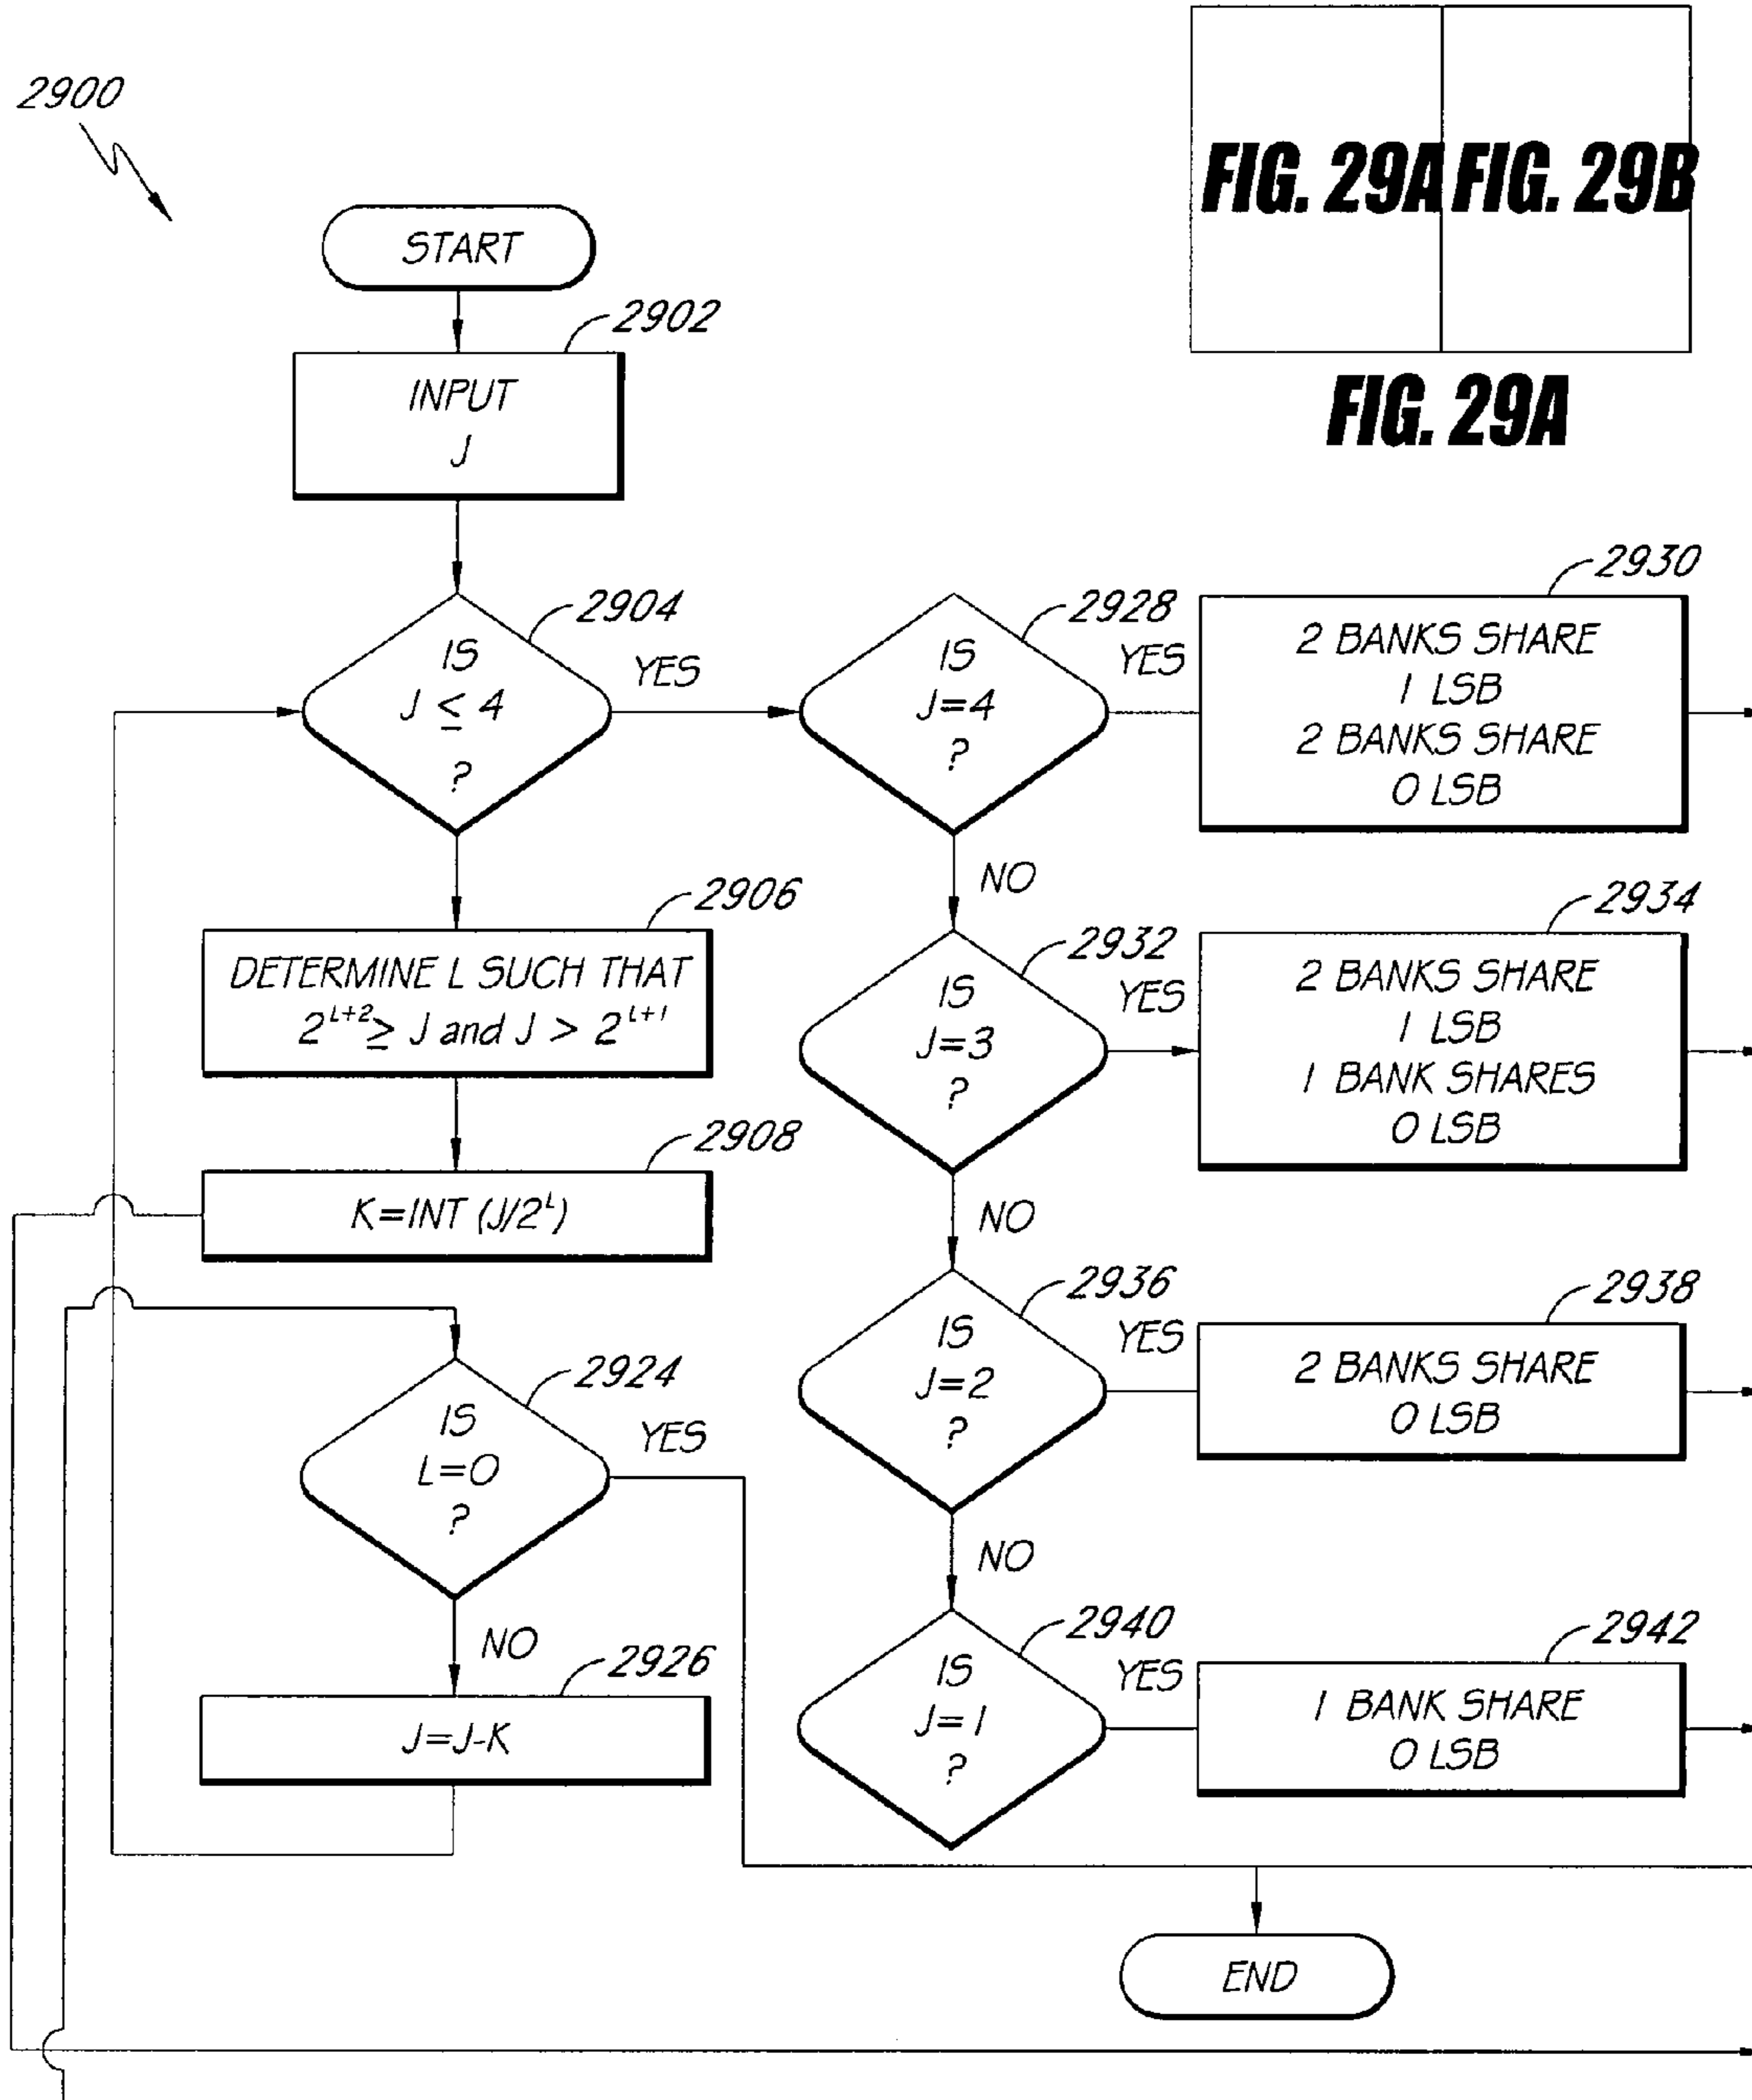 2900
FIG. 29A FIG. 29B
FIG. 29A
START
2902
INPUT
J
2904
IS
J ≤ 4
?
YES
2906
DETERMINE L SUCH THAT
2^{L+2} ≥ J and J > 2^{L+1}
2908
K=INT (J/2^L)
2924
IS
L=0
?
YES
NO
2926
J=J-K
2928
IS
J=4
?
YES
NO
2930
2 BANKS SHARE
1 LSB
2 BANKS SHARE
0 LSB
2932
IS
J=3
?
YES
NO
2934
2 BANKS SHARE
1 LSB
1 BANK SHARES
0 LSB
2936
IS
J=2
?
YES
NO
2938
2 BANKS SHARE
0 LSB
2940
IS
J=1
?
YES
2942
1 BANK SHARE
0 LSB
END